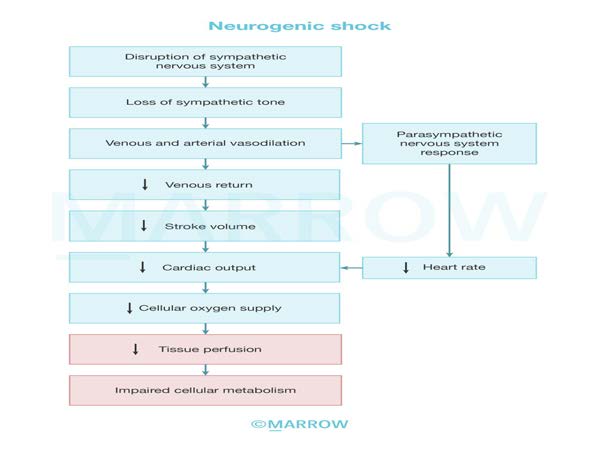 Neurogenic shock
Disruption of sympathetic
nervous system
Loss of sympathetic tone
Venous and arterial vasodilation
Parasympathetic
nervous system
response
↓ Venous return
MARROW
↓ Stroke volume
↓ Cardiac output
↓ Heart rate
↓ Cellular oxygen supply
↓ Tissue perfusion
Impaired cellular metabolism
©MARROW